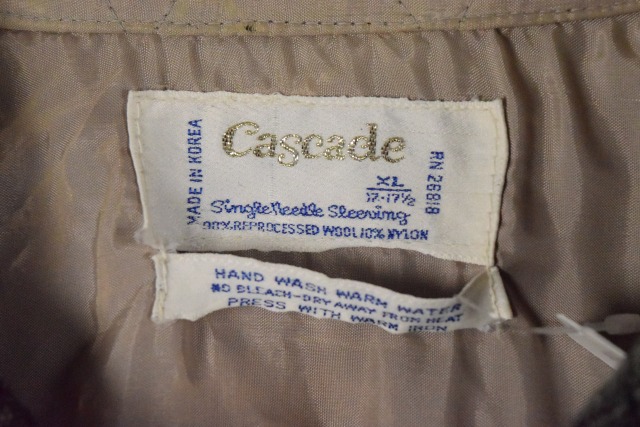 Cascade
MADE IN KOREA
RN 26818
XL
17-17½
Single Needle Sleeving
90% REPROCESSED WOOL 10% NYLON
HAND WASH WARM WATER
NO BLEACH-DRY AWAY FROM HEAT
PRESS WITH WARM IRON